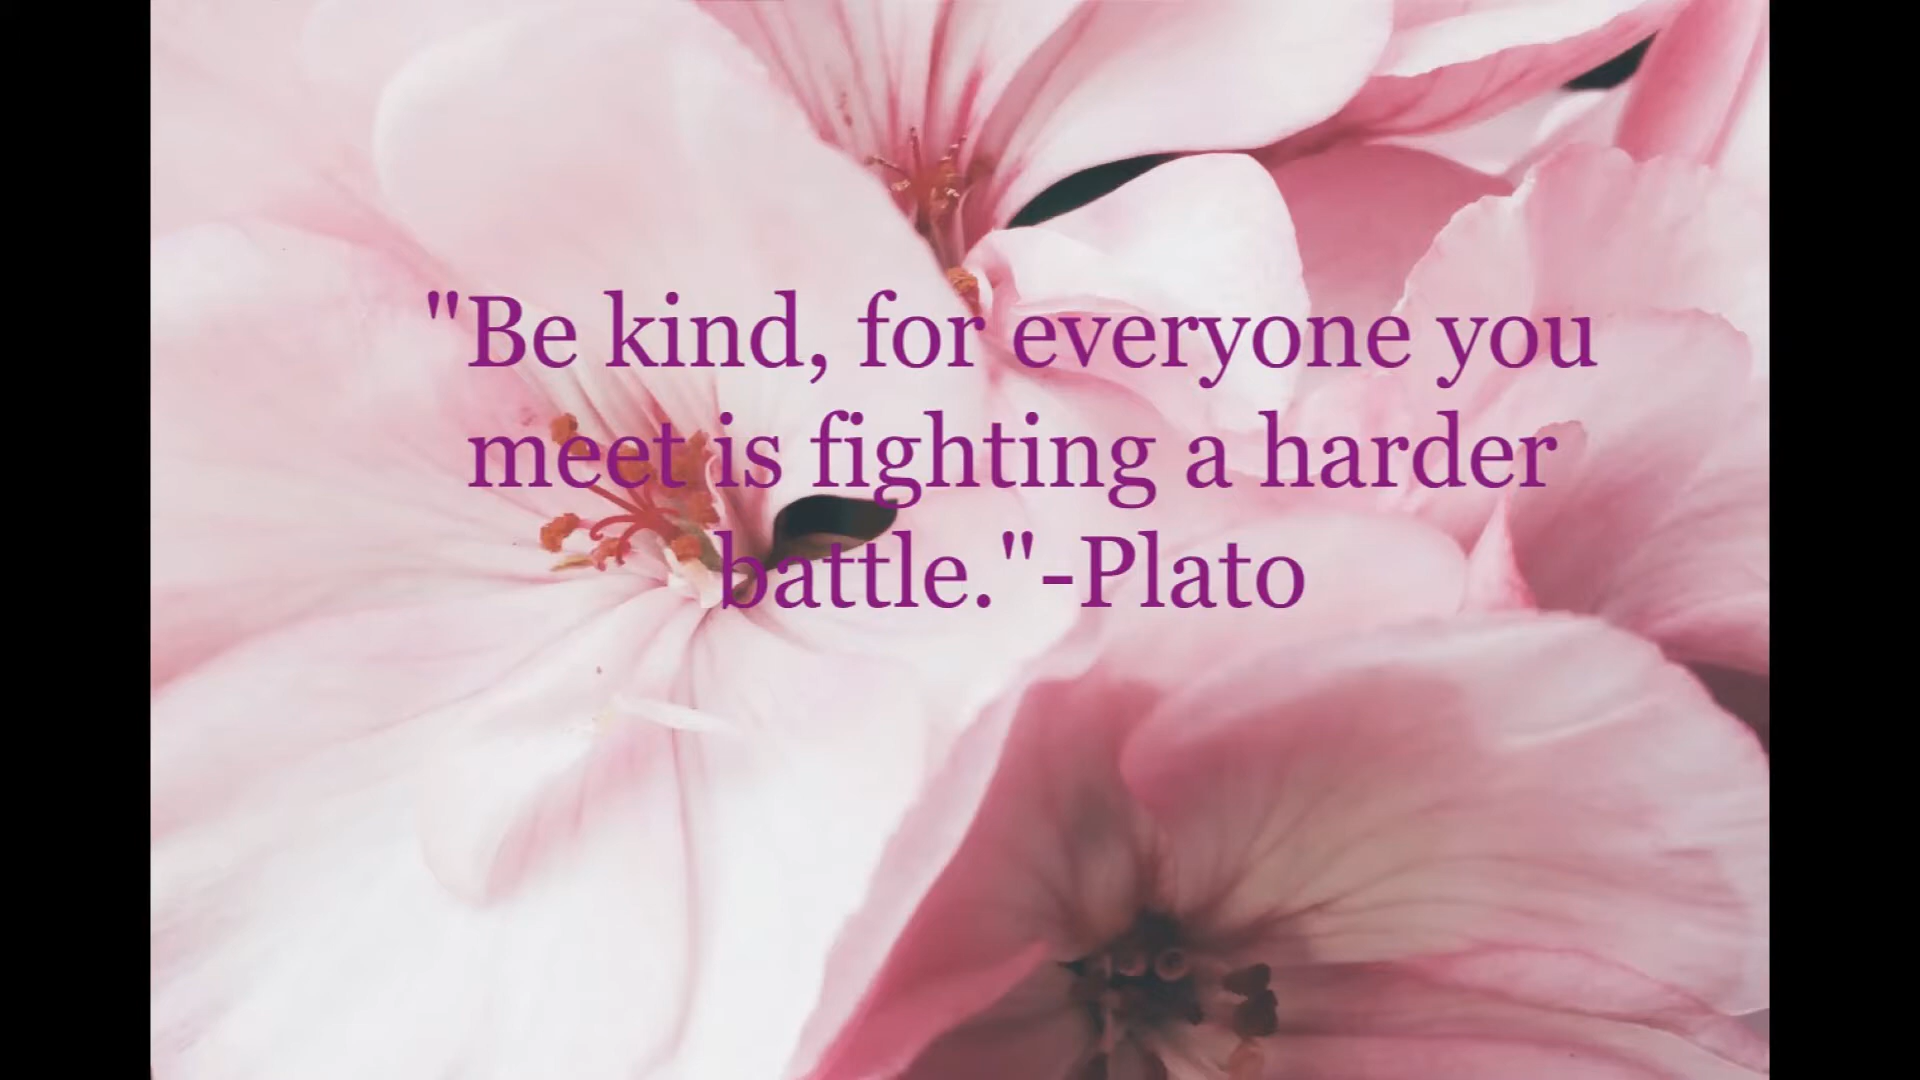 "Be kind, for everyone you
meet is fighting a harder
battle."-Plato